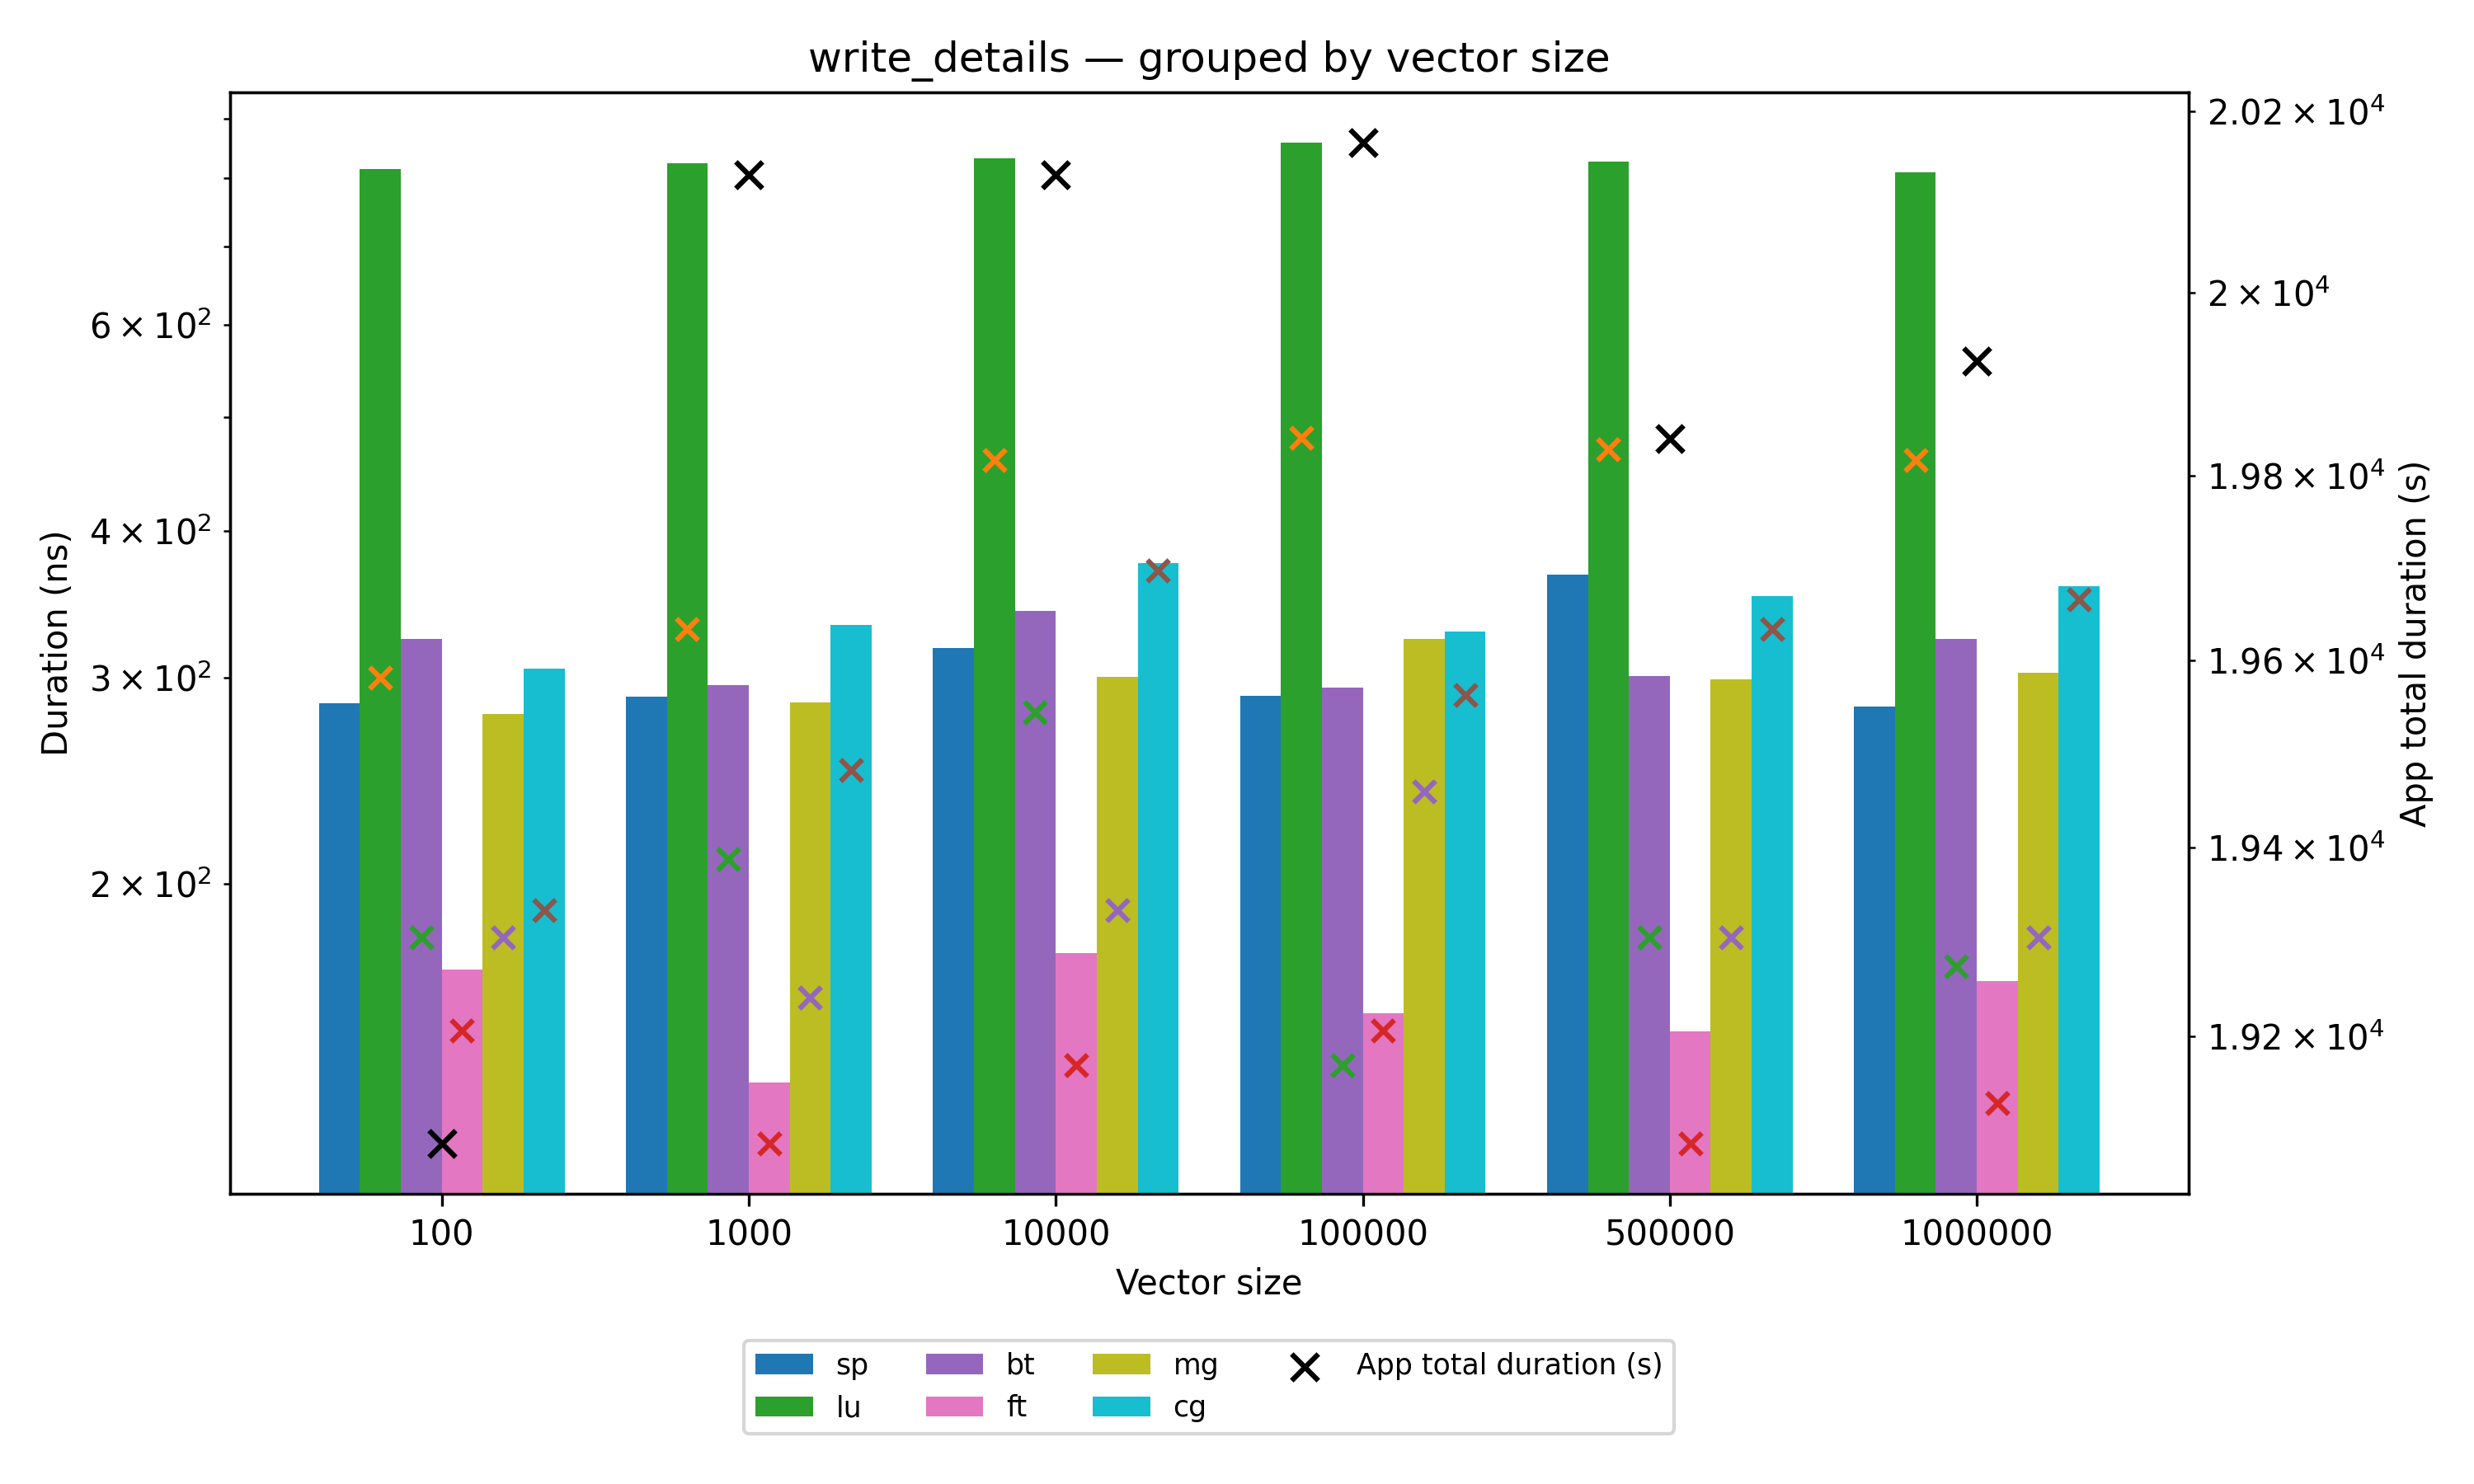 write_details — grouped by vector size
6×10²
4×10²
3×10²
2×10²
Duration (ns)
2.02×10⁴
2×10⁴
1.98×10⁴
1.96×10⁴
1.94×10⁴
1.92×10⁴
App total duration (s)
100 1000 10000 100000 500000 1000000
Vector size
sp bt mg App total duration (s)
lu ft cg